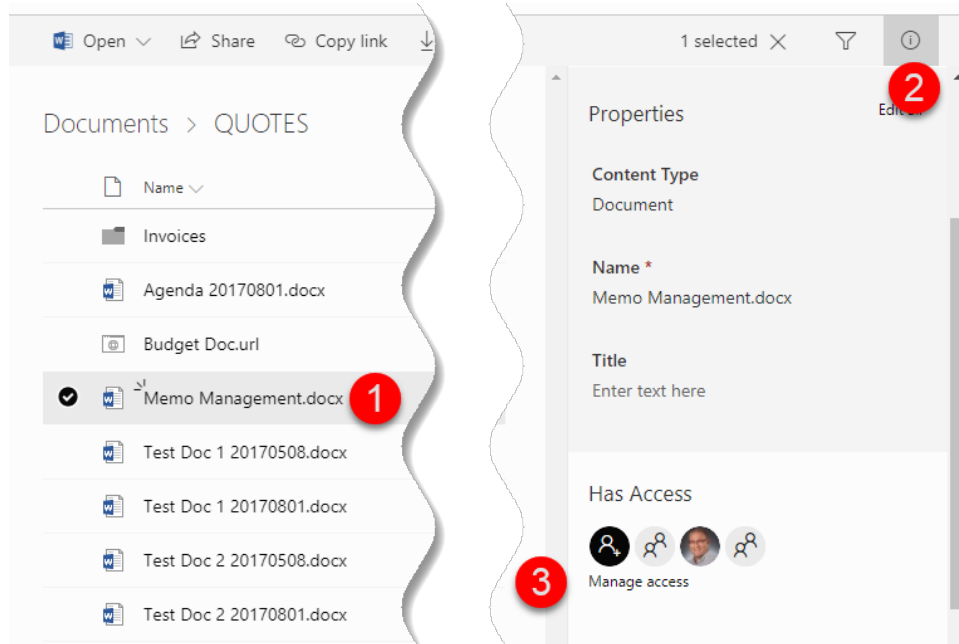 Open Share Copy link
1 selected
2
Documents > QUOTES
Name
Invoices
Agenda 20170801.docx
Budget Doc.url
Memo Management.docx 1
Test Doc 1 20170508.docx
Test Doc 1 20170801.docx
Test Doc 2 20170508.docx
Test Doc 2 20170801.docx
Properties
Content Type
Document
Name *
Memo Management.docx
Title
Enter text here
Has Access
3
Manage access